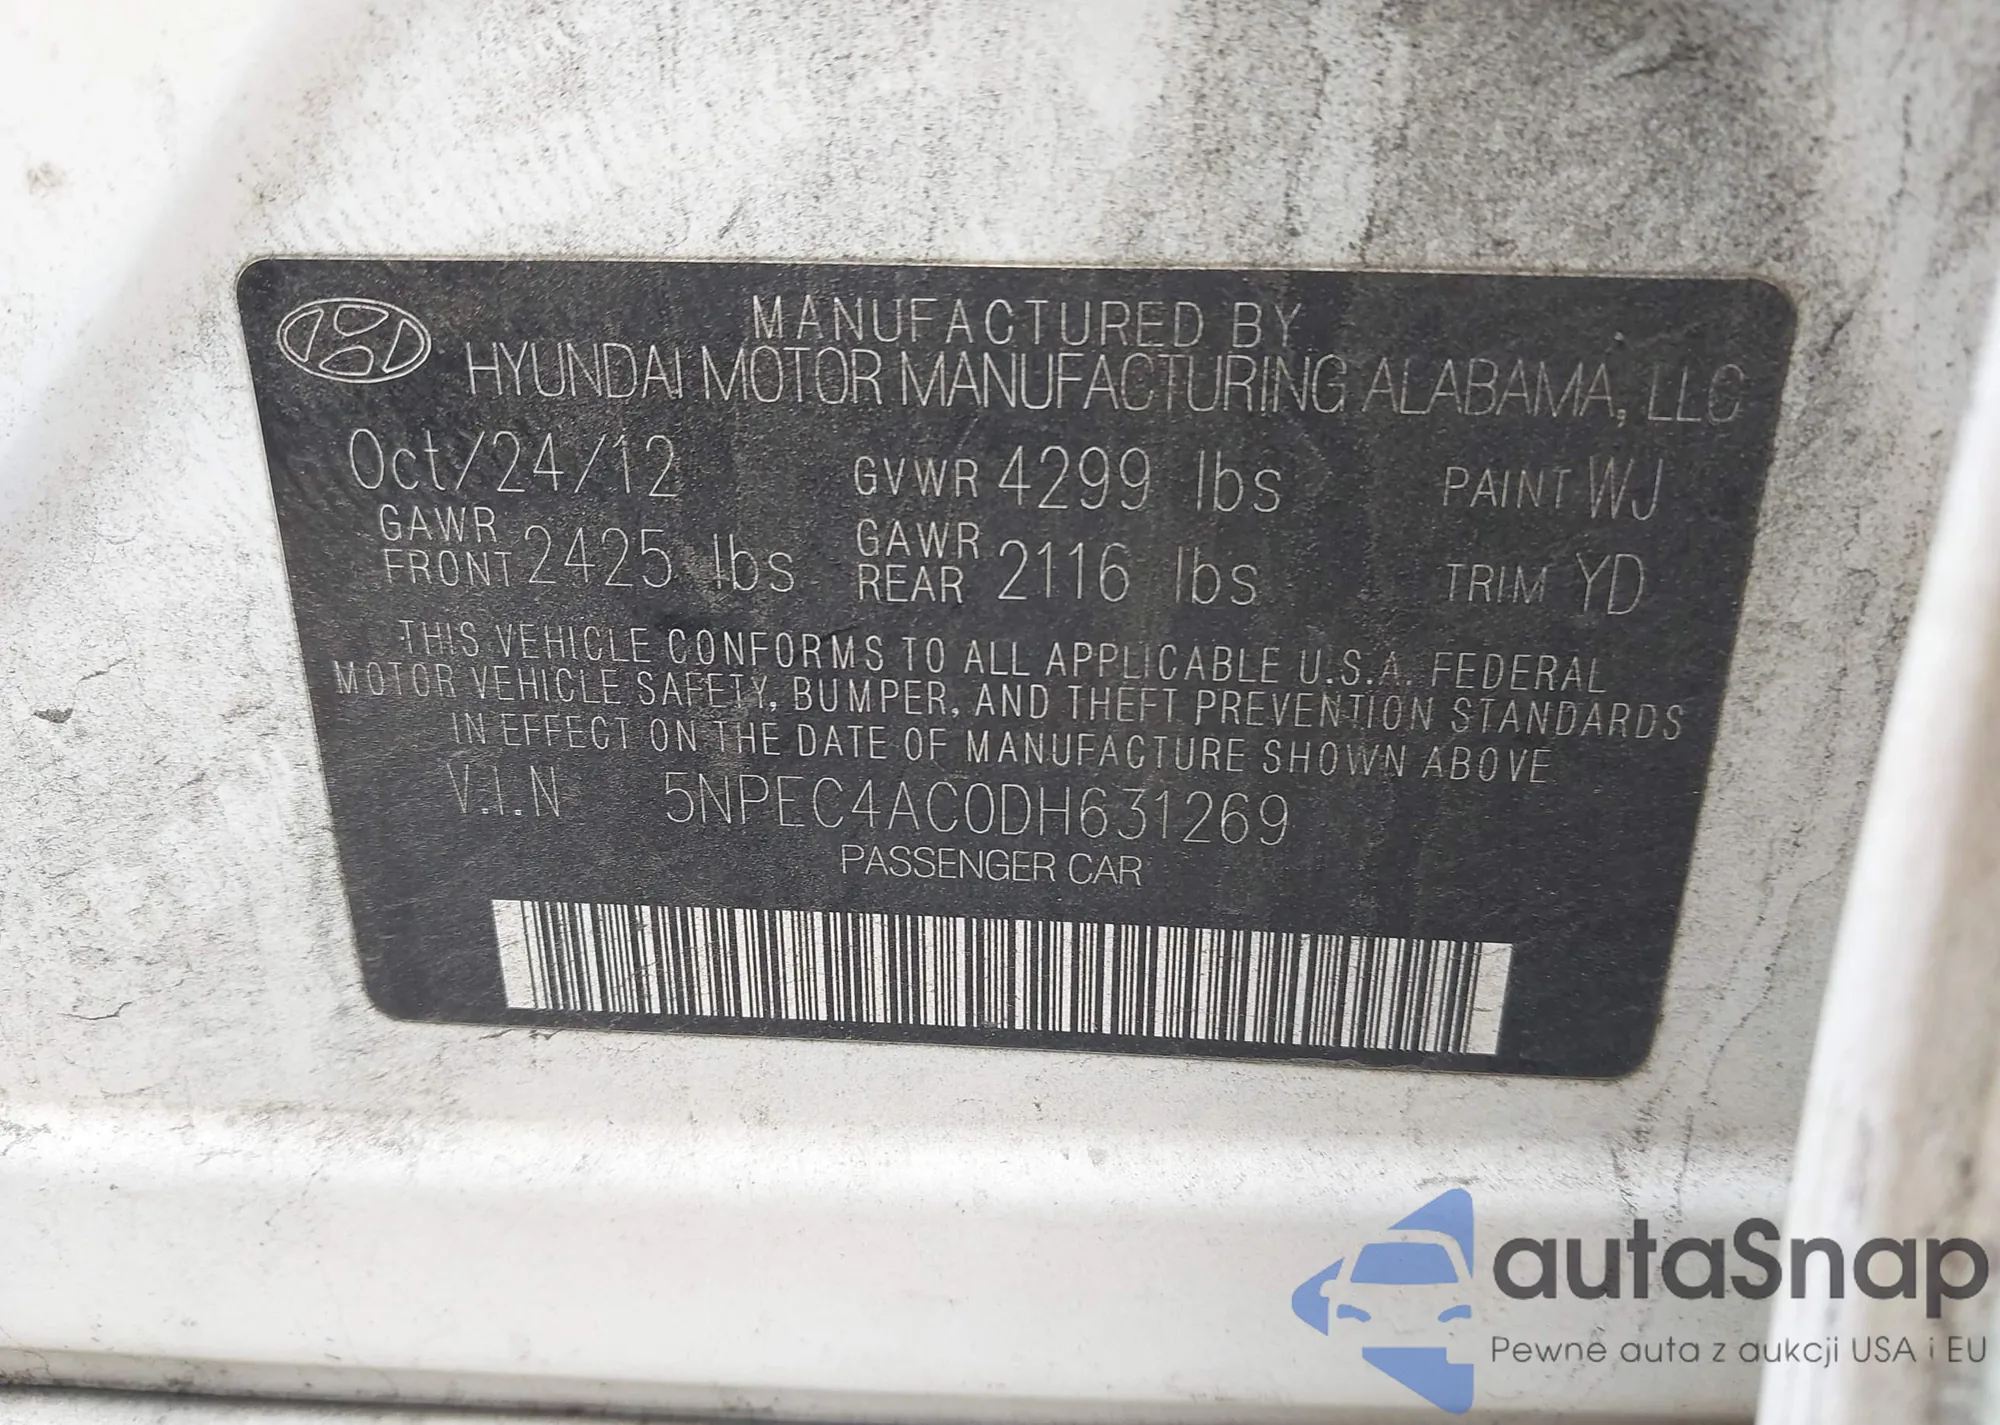 MANUFACTURED BY
HYUNDAI MOTOR MANUFACTURING ALABAMA, LLC
Oct/24/12 GVWR 4299 lbs PAINT WJ
GAWR FRONT 2425 lbs GAWR REAR 2116 lbs TRIM YD
THIS VEHICLE CONFORMS TO ALL APPLICABLE U.S.A. FEDERAL
MOTOR VEHICLE SAFETY, BUMPER, AND THEFT PREVENTION STANDARDS
IN EFFECT ON THE DATE OF MANUFACTURE SHOWN ABOVE
V.I.N 5NPEC4AC0DH631269
PASSENGER CAR
autaSnap
Pewne auta z aukcji USA i EU